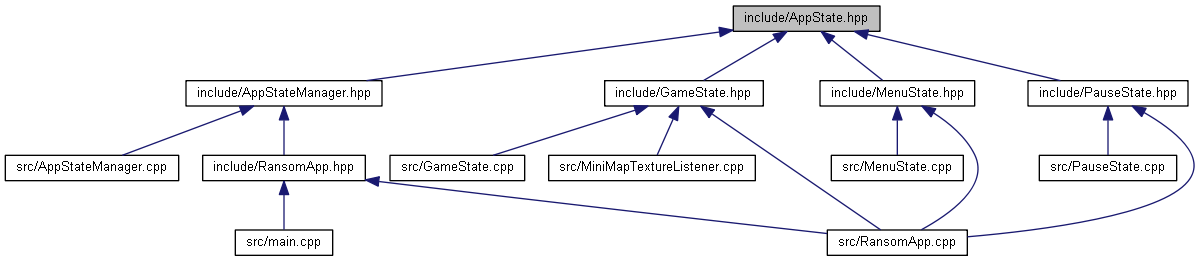 include/AppState.hpp
include/AppStateManager.hpp
include/GameState.hpp
include/MenuState.hpp
include/PauseState.hpp
src/AppStateManager.cpp
include/RansomApp.hpp
src/GameState.cpp
src/MiniMapTextureListener.cpp
src/MenuState.cpp
src/PauseState.cpp
src/main.cpp
src/RansomApp.cpp